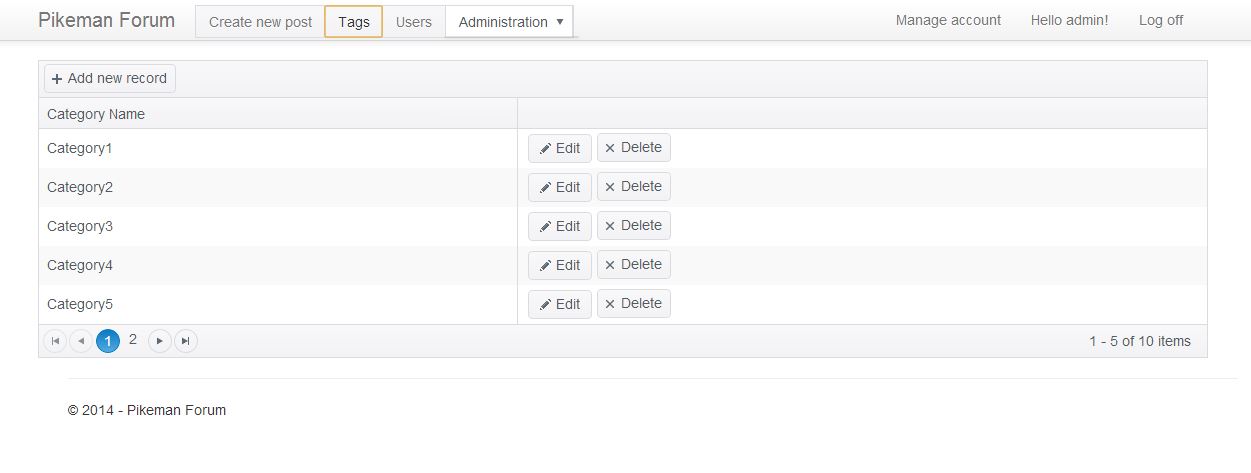 Pikeman Forum Create new post Tags Users Administration Manage account Hello admin! Log off
Add new record
Category Name
Category1 Edit Delete
Category2 Edit Delete
Category3 Edit Delete
Category4 Edit Delete
Category5 Edit Delete
1 2 1 - 5 of 10 items
© 2014 - Pikeman Forum